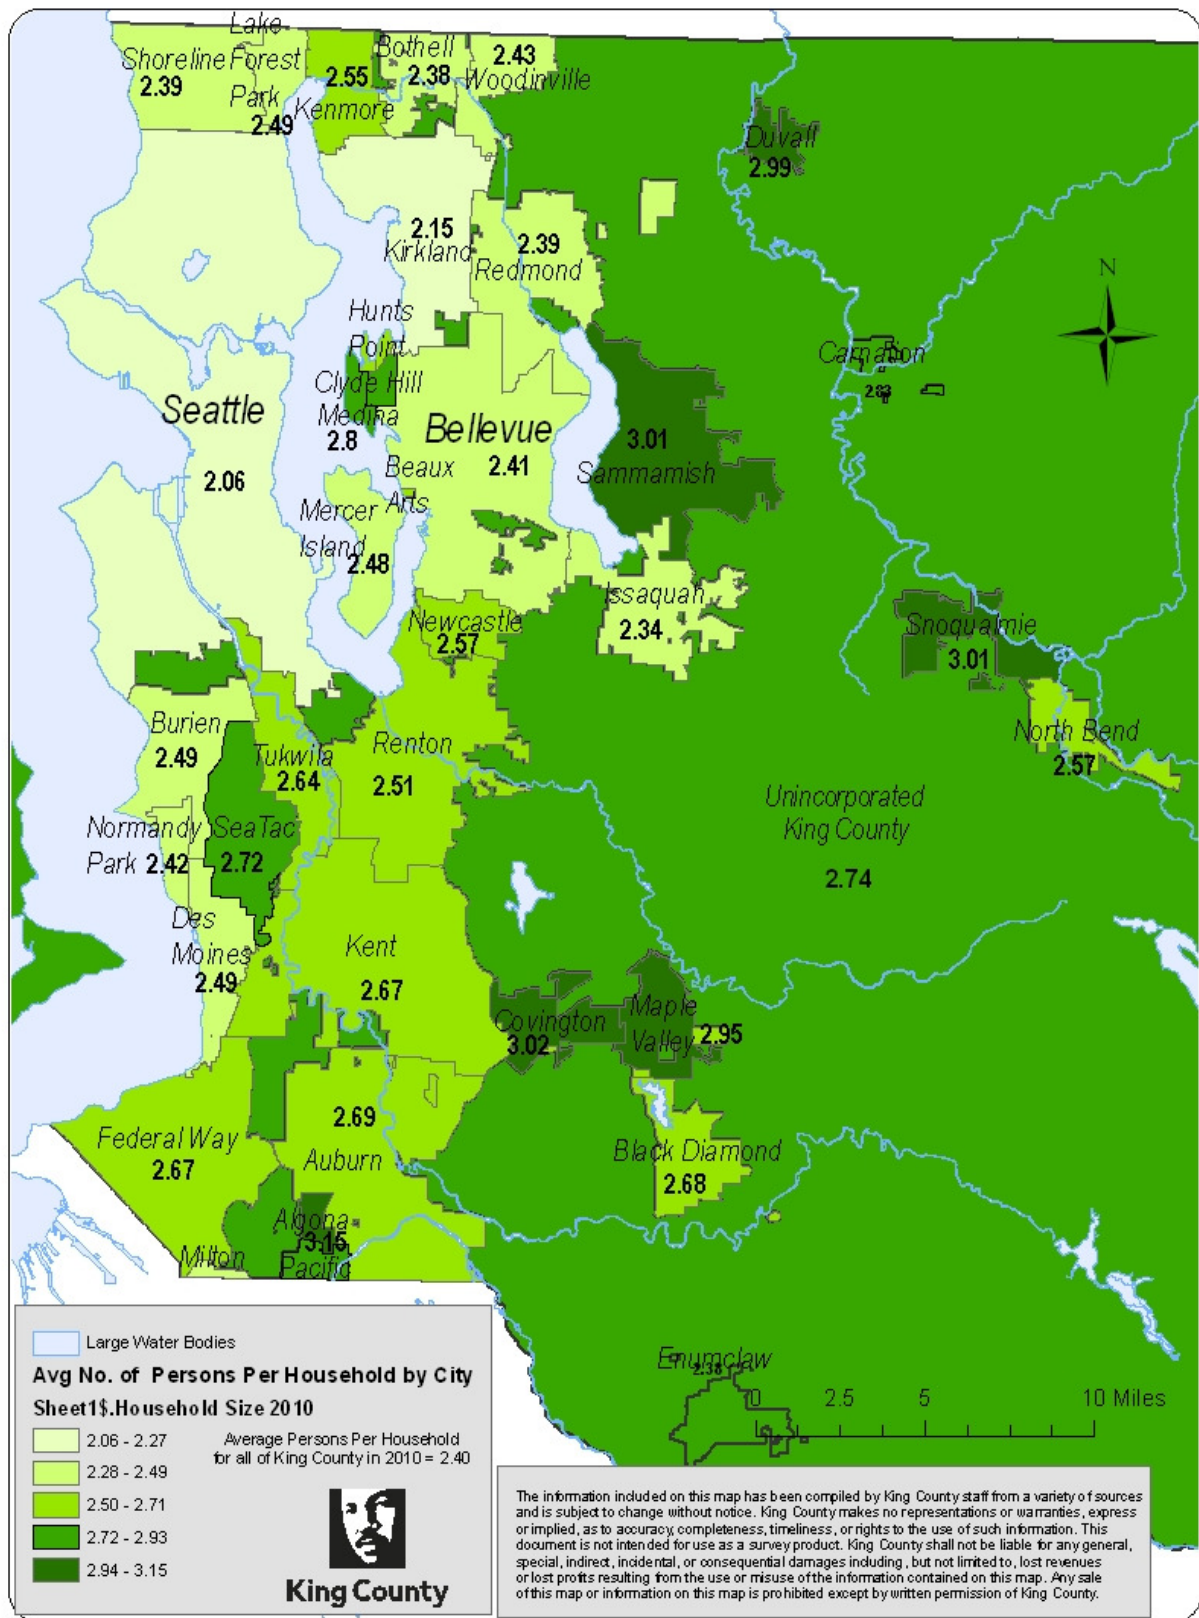 Lake
Shoreline Forest
2.39
Park
2.49
2.55
Kenmore
Bothell
2.38
2.43
Woodinville
Duvall
2.99
2.15
Kirkland
2.39
Redmond
N
Hunts
Point
Clyde Hill
Medina
2.8
Carnation
Seattle
2.06
Bellevue
2.41
3.01
Sammamish
Beaux
Arts
Mercer
Island
2.48
Issaquah
2.34
Newcastle
2.57
Snoqualmie
3.01
North Bend
2.57
Burien
2.49
Tukwila
2.64
Renton
2.51
Unincorporated
King County
2.74
Normandy
Park 2.42
SeaTac
2.72
Des
Moines
2.49
Kent
2.67
Covington
3.02
Maple
Valley
2.95
2.69
Auburn
Federal Way
2.67
Black Diamond
2.68
Algona
3.15
Pacific
Milton
Enumclaw
2.38
0 2.5 5 10 Miles
Large Water Bodies
Avg No. of Persons Per Household by City
Sheet1$.Household Size 2010
2.06 - 2.27
2.28 - 2.49
2.50 - 2.71
2.72 - 2.93
2.94 - 3.15
Average Persons Per Household
for all of King County in 2010 = 2.40
King County
The information included on this map has been compiled by King County staff from a variety of sources
and is subject to change without notice. King County makes no representations or warranties, express
or implied, as to accuracy, completeness, timeliness, or rights to the use of such information. This
document is not intended for use as a survey product. King County shall not be liable for any general,
special, indirect, incidental, or consequential damages including, but not limited to, lost revenues
or lost profits resulting from the use or misuse of the information contained on this map. Any sale
of this map or information on this map is prohibited except by written permission of King County.